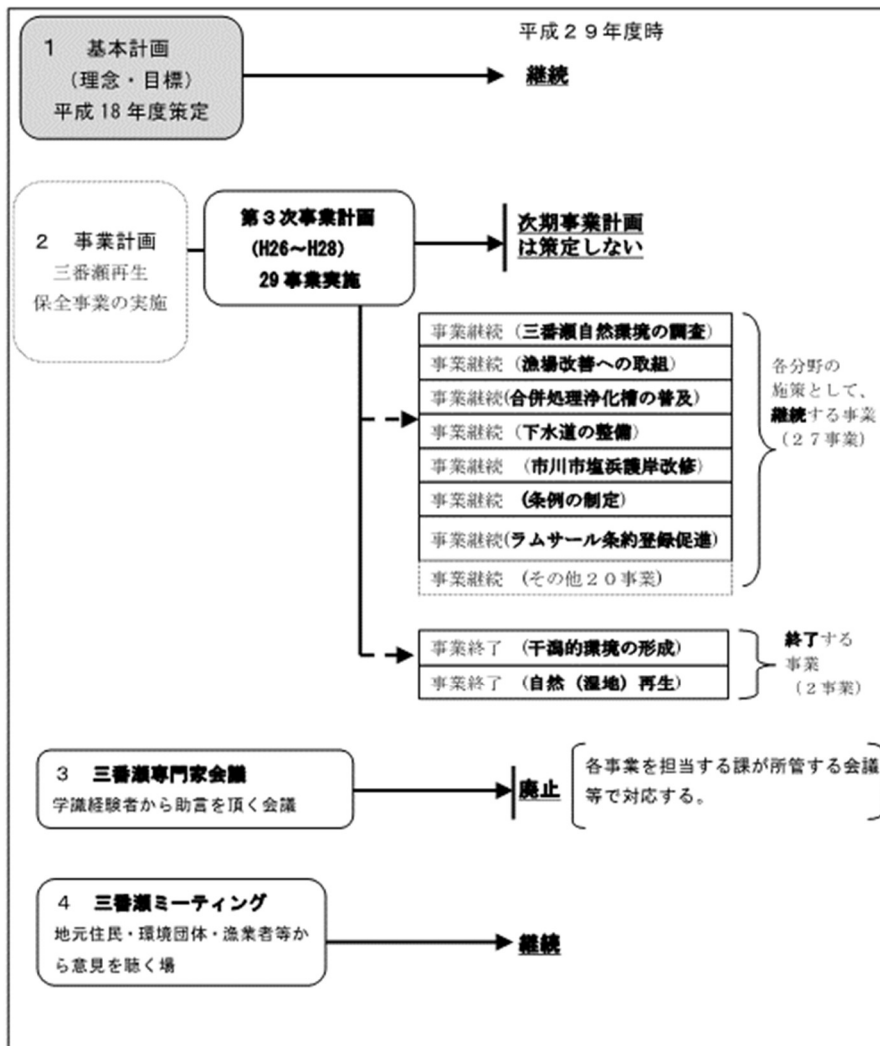 平成２９年度時
１　基本計画
（理念・目標）
平成 18 年度策定
継続
２　事業計画
三番瀬再生
保全事業の実施
第３次事業計画
(H26～H28)
29 事業実施
次期事業計画
は策定しない
事業継続（三番瀬自然環境の調査）
事業継続（漁場改善への取組）
事業継続(合併処理浄化槽の普及)
事業継続（下水道の整備）
事業継続（市川市塩浜護岸改修）
事業継続　(条例の制定)
事業継続(ラムサール条約登録促進)
事業継続　(その他２０事業)
各分野の
施策として、
継続する事業
（２７事業）
事業終了　(干潟的環境の形成)
事業終了　(自然（湿地）再生)
終了する
事業
（２事業）
３　三番瀬専門家会議
学識経験者から助言を頂く会議
廃止
各事業を担当する課が所管する会議
等で対応する。
４　三番瀬ミーティング
地元住民・環境団体・漁業者等か
ら意見を聴く場
継続